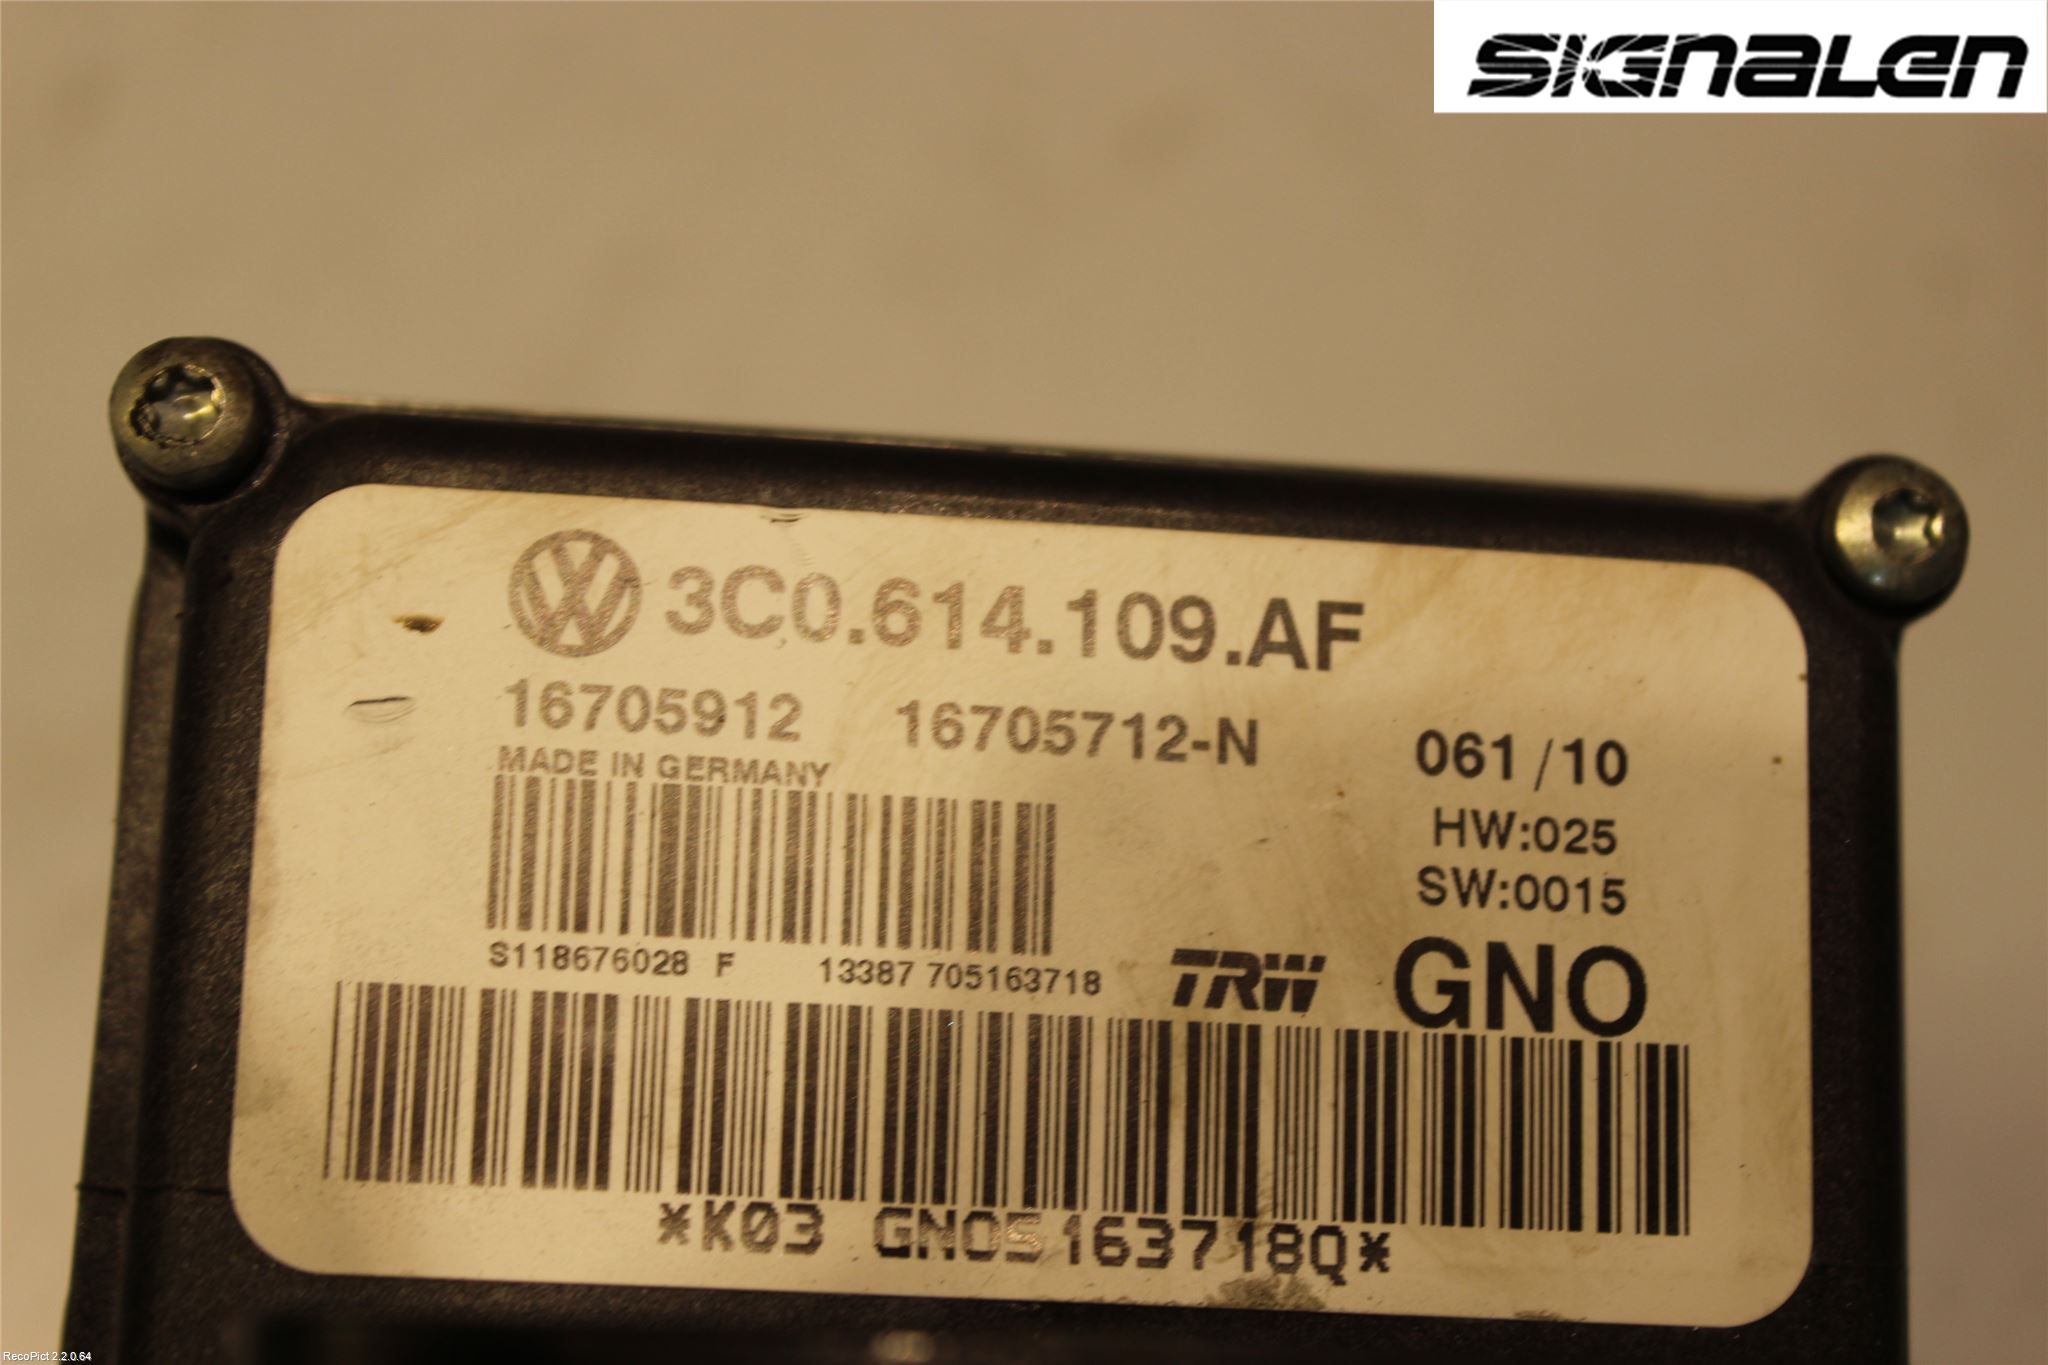 SIGNALEN
3C0.614.109.AF
16705912 16705712-N
MADE IN GERMANY
061/10
HW:025
SW:0015
S118676028 F 13387 705163718
TRW GNO
*K03 GNO5163718Q*
RecoPict 2.2.0.64